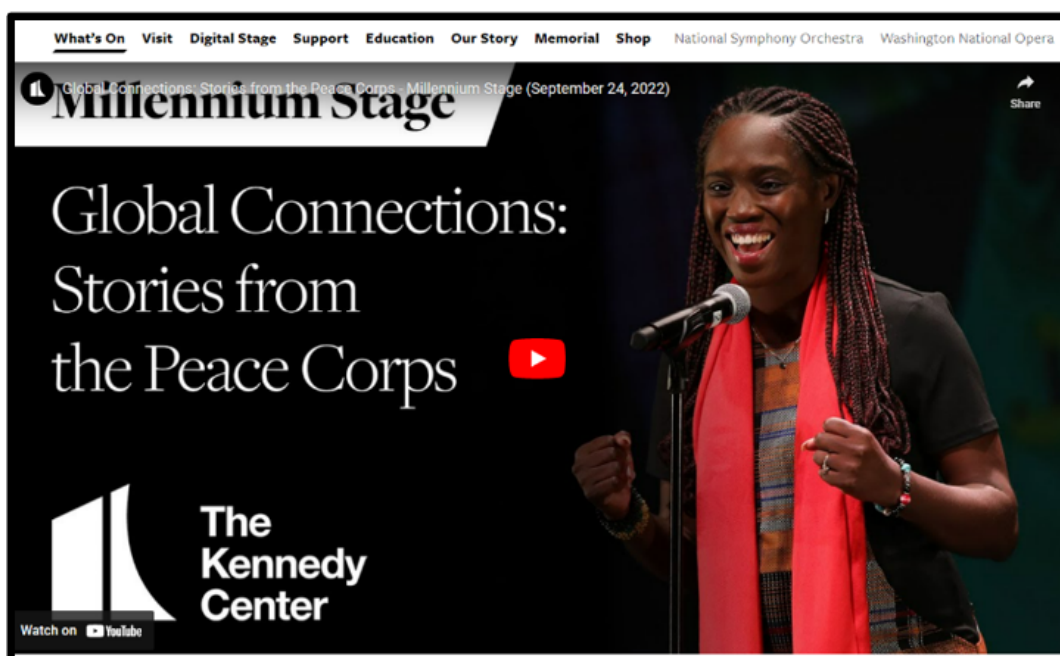 What's On Visit Digital Stage Support Education Our Story Memorial Shop National Symphony Orchestra Washington National Opera
Global Connections: Stories from the Peace Corps - Millennium Stage (September 24, 2022)
Share
Millennium Stage
Global Connections:
Stories from
the Peace Corps
The
Kennedy
Center
Watch on YouTube